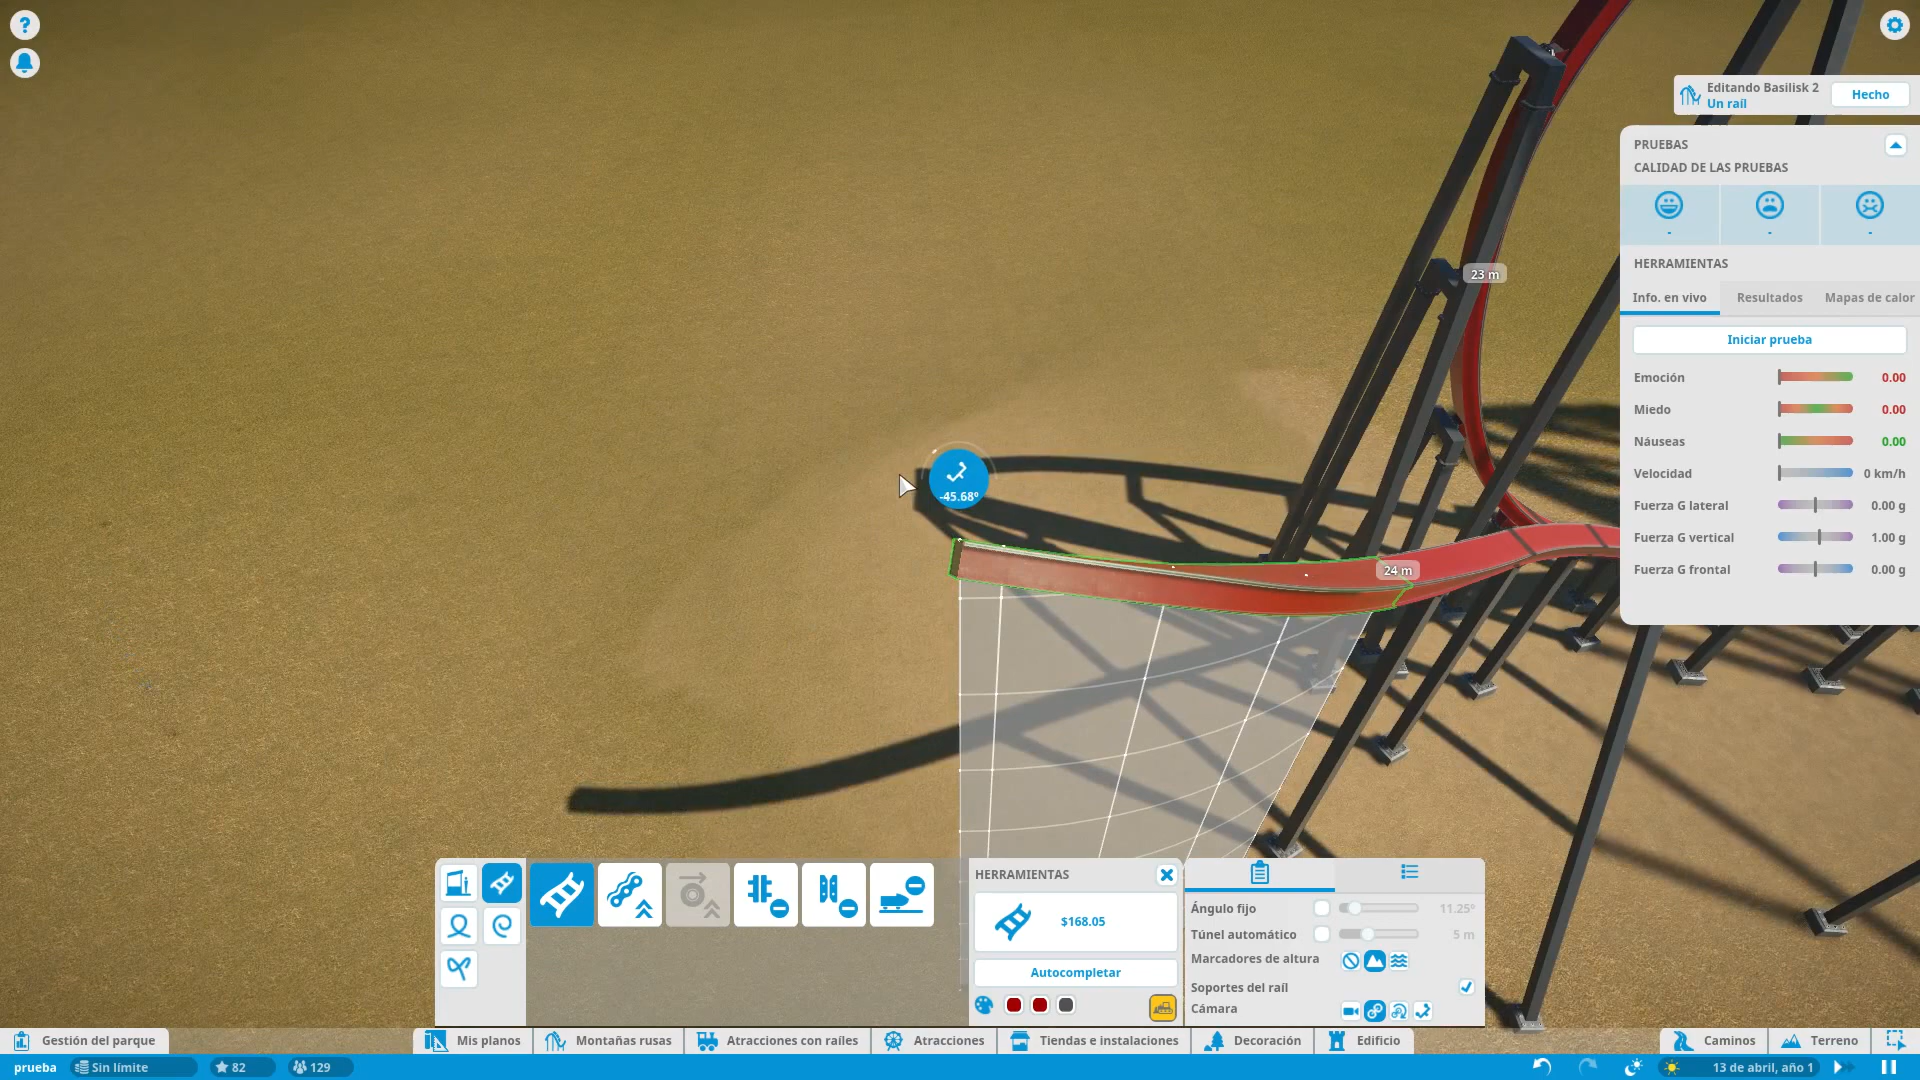 Editando Basilisk 2
Un raíl
Hecho
PRUEBAS
CALIDAD DE LAS PRUEBAS
-
-
-
HERRAMIENTAS
Info. en vivo
Resultados
Mapas de calor
Iniciar prueba
Emoción
0.00
Miedo
0.00
Náuseas
0.00
Velocidad
0 km/h
Fuerza G lateral
0.00 g
Fuerza G vertical
1.00 g
Fuerza G frontal
0.00 g
23 m
-45.68°
24 m
HERRAMIENTAS
$168.05
Autocompletar
Ángulo fijo
11.25°
Túnel automático
5 m
Marcadores de altura
Soportes del raíl
Cámara
Gestión del parque
Mis planos
Montañas rusas
Atracciones con raíles
Atracciones
Tiendas e instalaciones
Decoración
Edificio
Caminos
Terreno
prueba
Sin límite
82
129
13 de abril, año 1